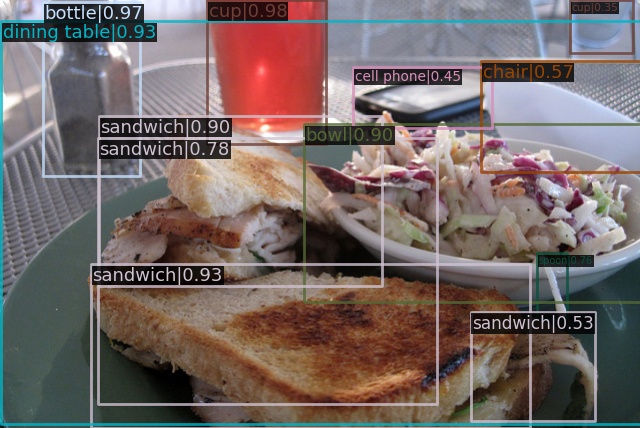 bottle|0.97
cup|0.98
cup|0.35
dining table|0.93
cell phone|0.45
chair|0.57
sandwich|0.90
bowl|0.90
sandwich|0.78
spoon|0.76
sandwich|0.93
sandwich|0.53